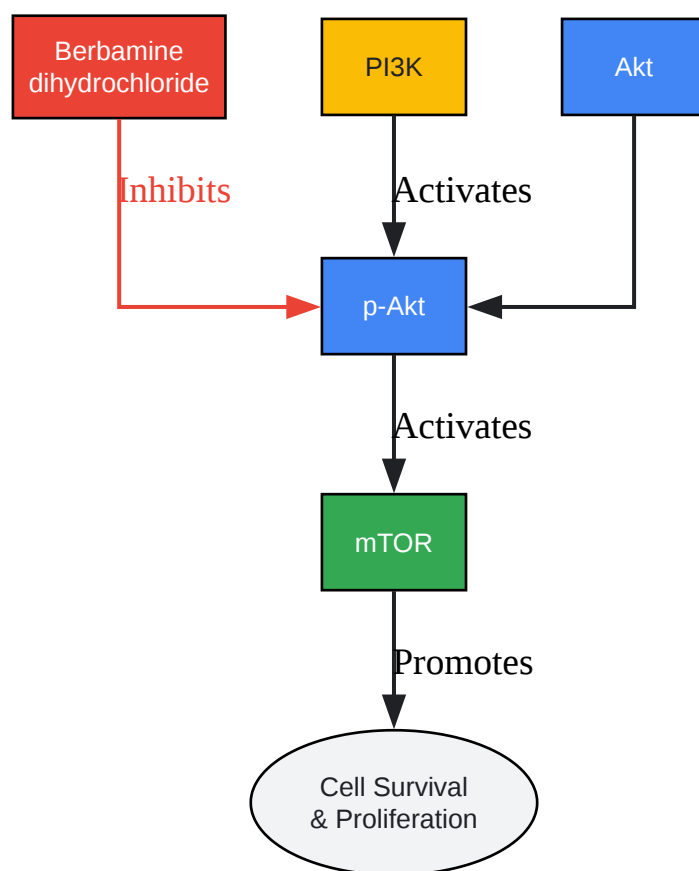 Berbamine
dihydrochloride
PI3K
Akt
Inhibits
Activates
p-Akt
Activates
mTOR
Promotes
Cell Survival
& Proliferation